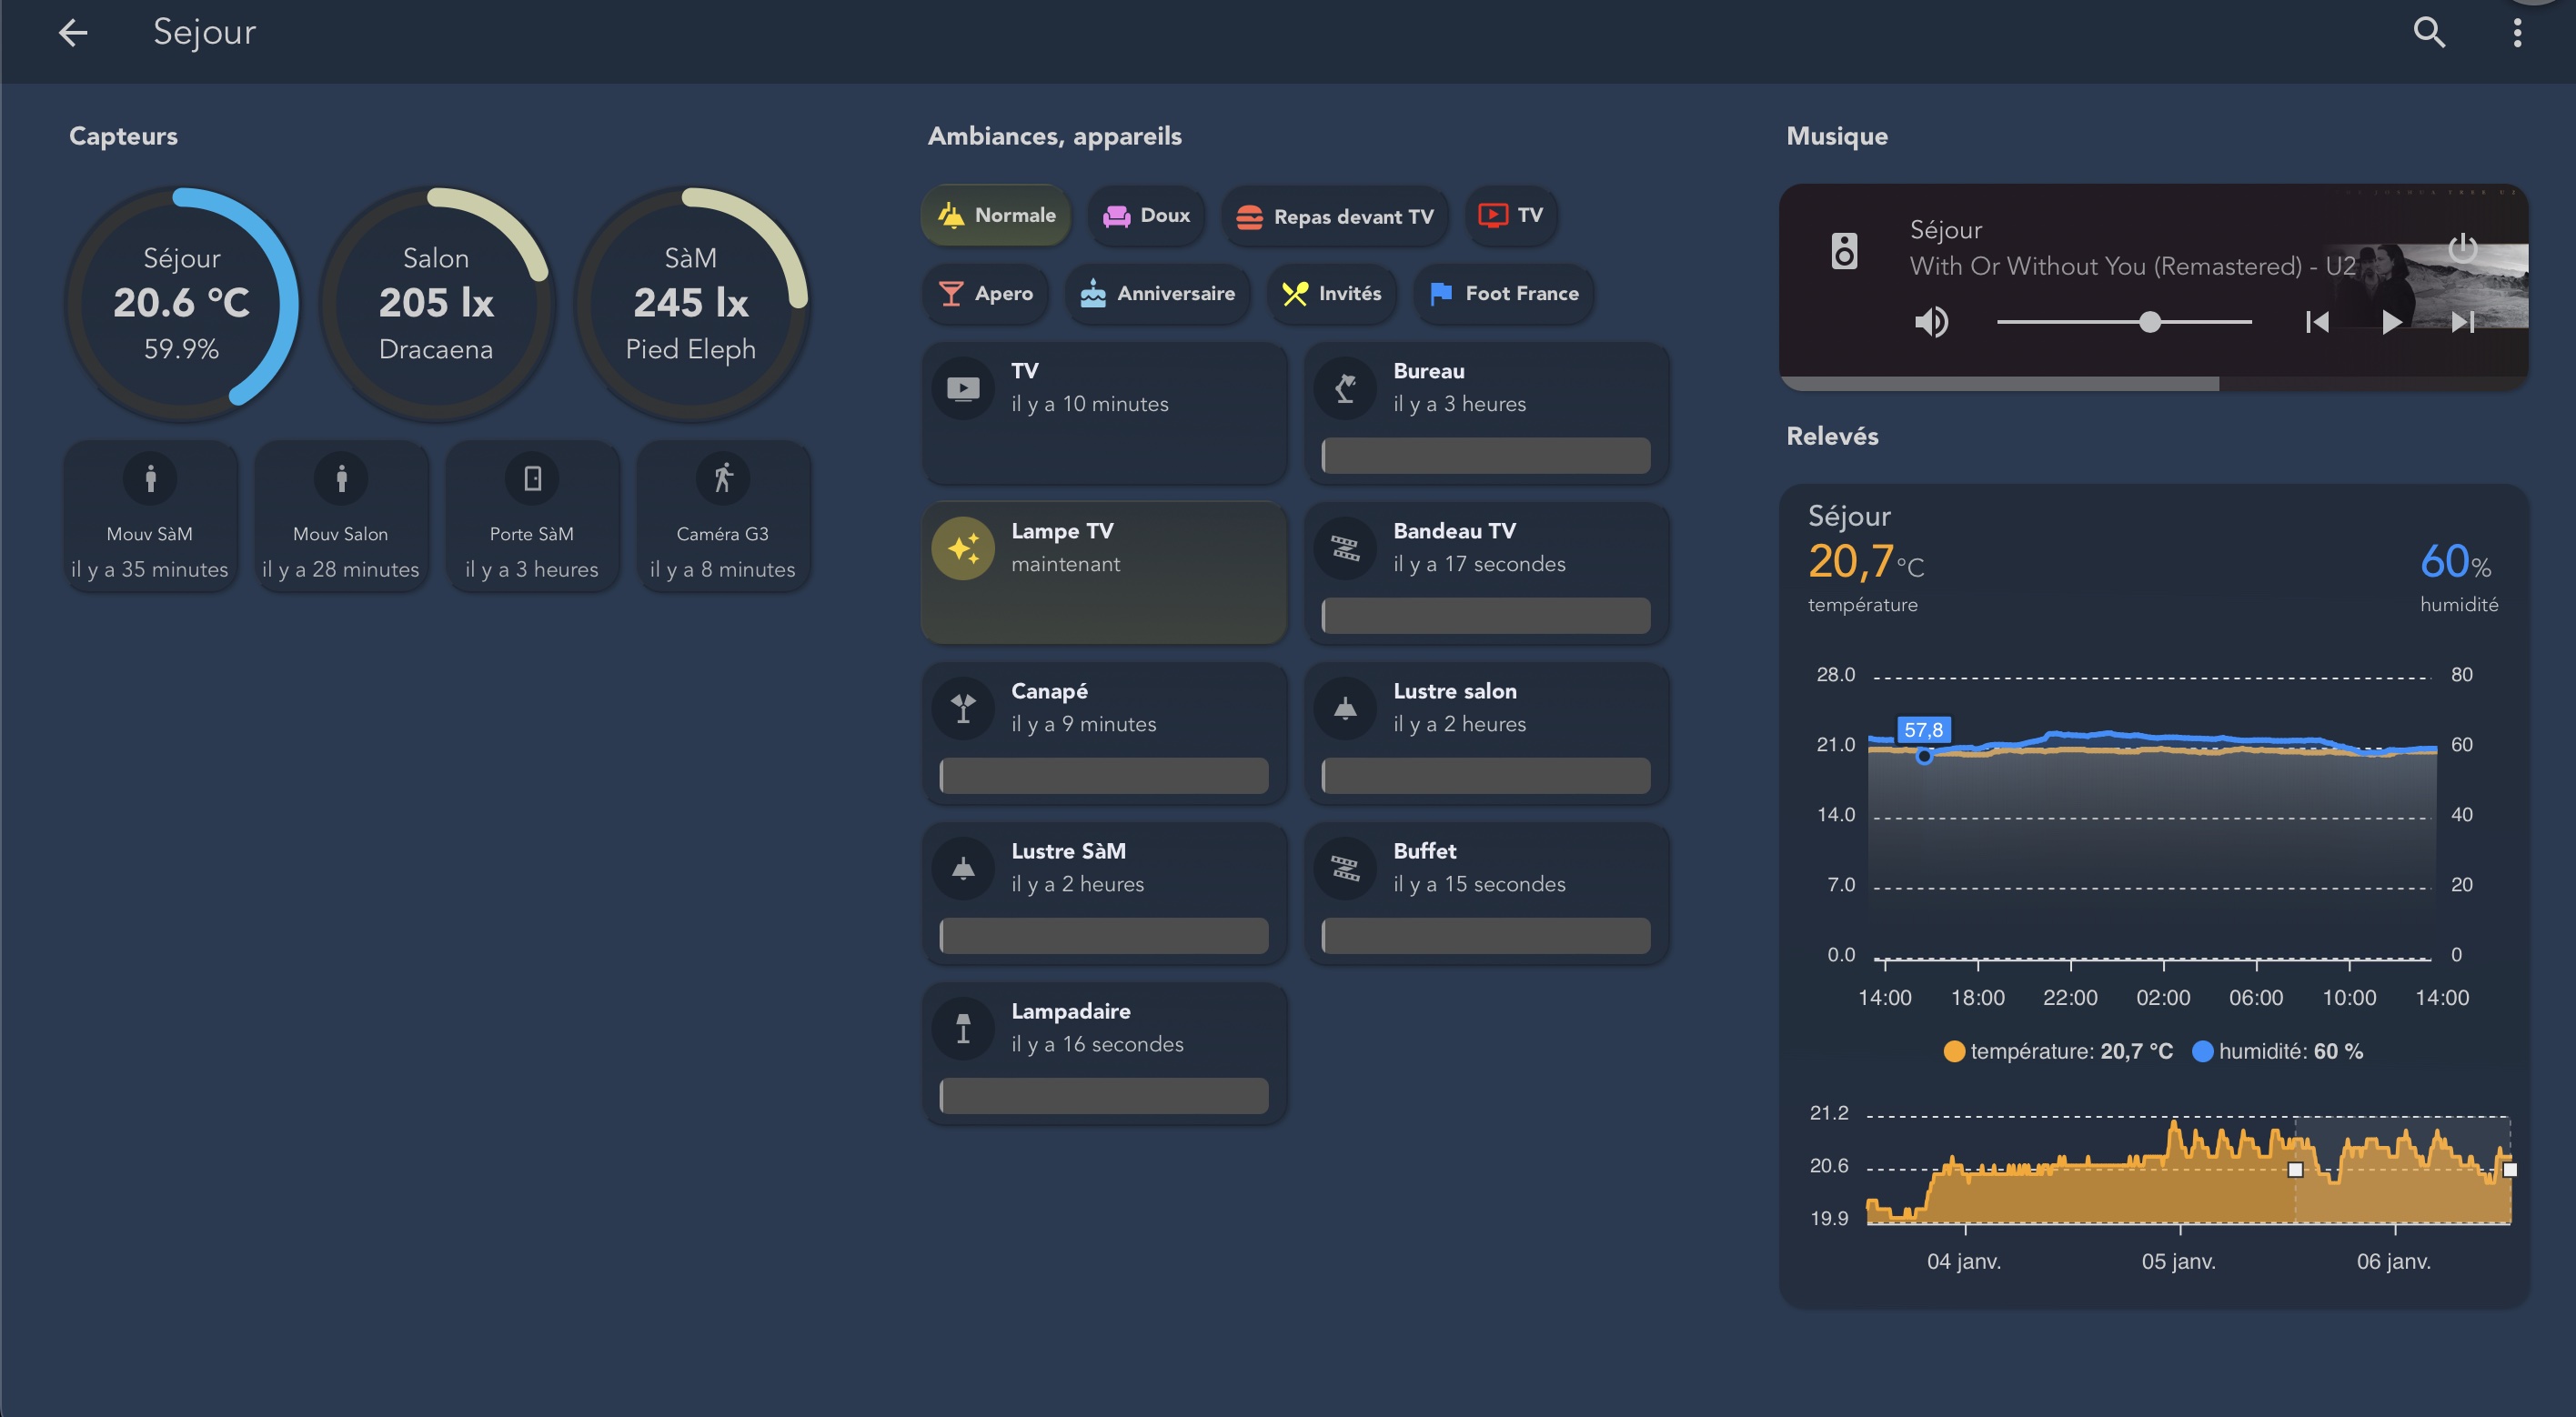 Sejour
Capteurs
Séjour
20.6 °C
59.9%
Salon
205 lx
Dracaena
SàM
245 lx
Pied Eleph
Mouv SàM
il y a 35 minutes
Mouv Salon
il y a 28 minutes
Porte SàM
il y a 3 heures
Caméra G3
il y a 8 minutes
Ambiances, appareils
Normale
Doux
Repas devant TV
TV
Apero
Anniversaire
Invités
Foot France
TV
il y a 10 minutes
Bureau
il y a 3 heures
Lampe TV
maintenant
Bandeau TV
il y a 17 secondes
Canapé
il y a 9 minutes
Lustre salon
il y a 2 heures
Lustre SàM
il y a 2 heures
Buffet
il y a 15 secondes
Lampadaire
il y a 16 secondes
Musique
Séjour
With Or Without You (Remastered) - U2
Relevés
Séjour
20,7 °C
température
60%
humidité
28.0
80
57,8
21.0
60
14.0
40
7.0
20
0.0
0
14:00 18:00 22:00 02:00 06:00 10:00 14:00
température: 20,7 °C humidité: 60 %
21.2
20.6
19.9
04 janv. 05 janv. 06 janv.